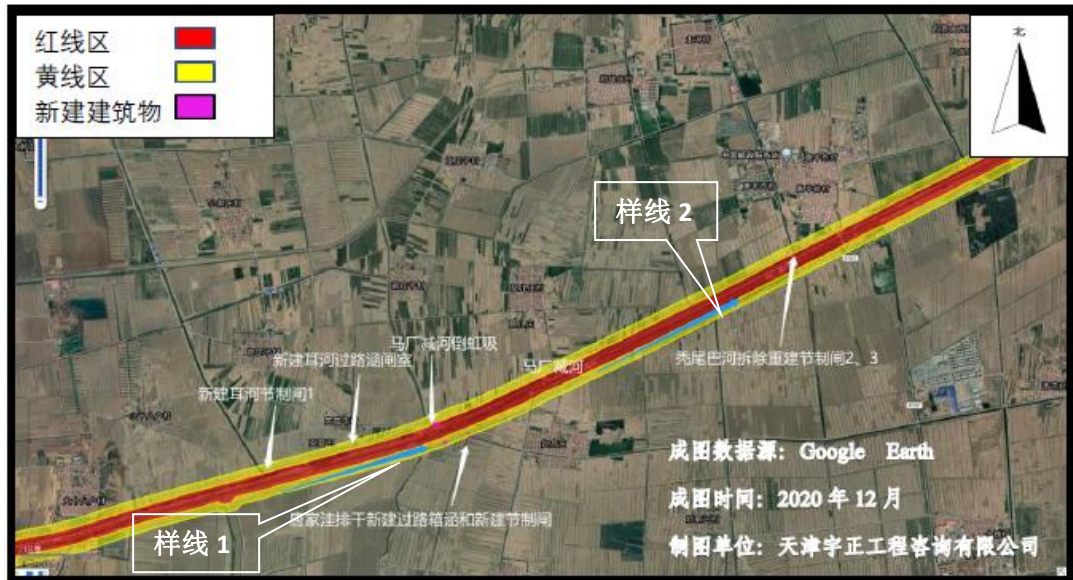 红线区
黄线区
新建建筑物
北
样线 2
马厂减河倒虹吸
新建耳河过路涵闸室
马厂减河
秃尾巴河拆除重建节制闸2、3
新建耳河节制闸1
唐家洼排干新建过路箱涵和新建节制闸
样线 1
成图数据源：Google Earth
成图时间：2020 年 12 月
制图单位：天津宇正工程咨询有限公司